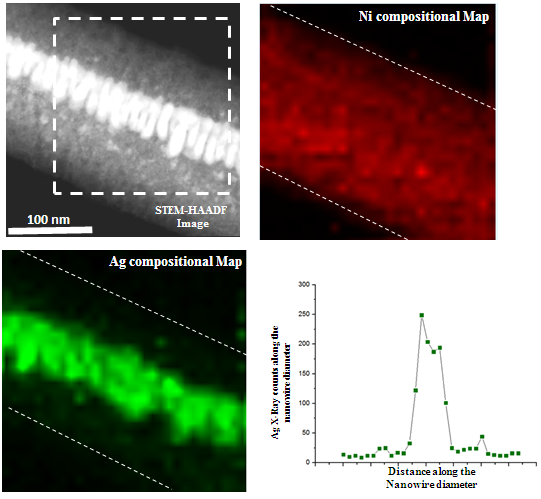 Ni compositional Map
STEM-HAADF
Image
100 nm
Ag compositional Map
Ag X-Ray counts along the
nanowire diameter
300
250
200
150
100
50
0
Distance along the
Nanowire diameter